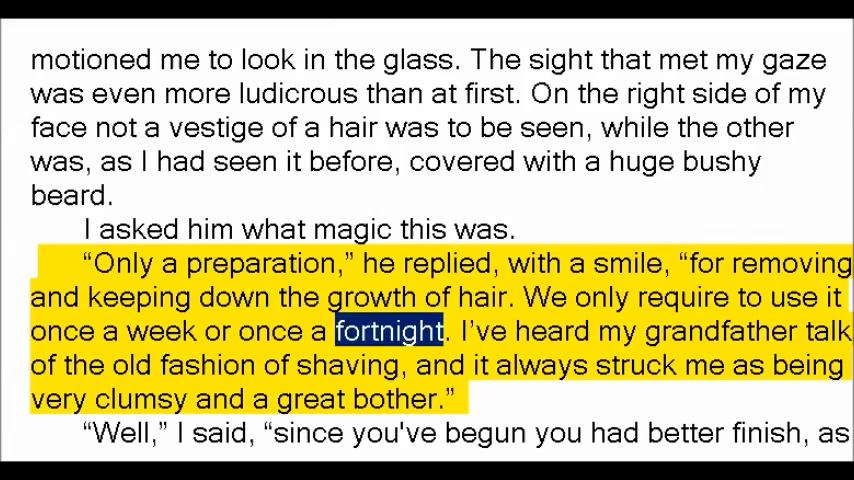 motioned me to look in the glass. The sight that met my gaze
was even more ludicrous than at first. On the right side of my
face not a vestige of a hair was to be seen, while the other
was, as I had seen it before, covered with a huge bushy
beard.
I asked him what magic this was.
“Only a preparation,” he replied, with a smile, “for removing
and keeping down the growth of hair. We only require to use it
once a week or once a fortnight. I’ve heard my grandfather talk
of the old fashion of shaving, and it always struck me as being
very clumsy and a great bother.”
“Well,” I said, “since you've begun you had better finish, as